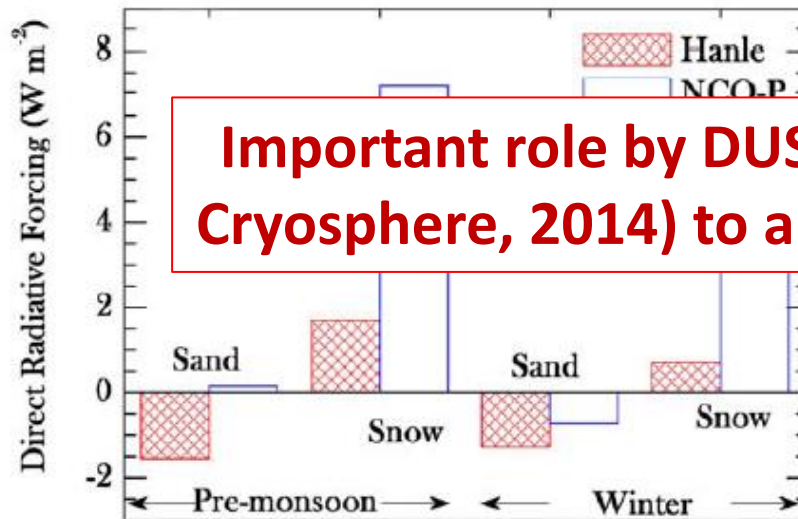 Direct Radiative Forcing (W m⁻²)
8
6
4
2
0
-2
Hanle
NCO-P
Important role by DUS
Cryosphere, 2014) to a
Sand
Snow
Sand
Snow
Pre-monsoon
Winter